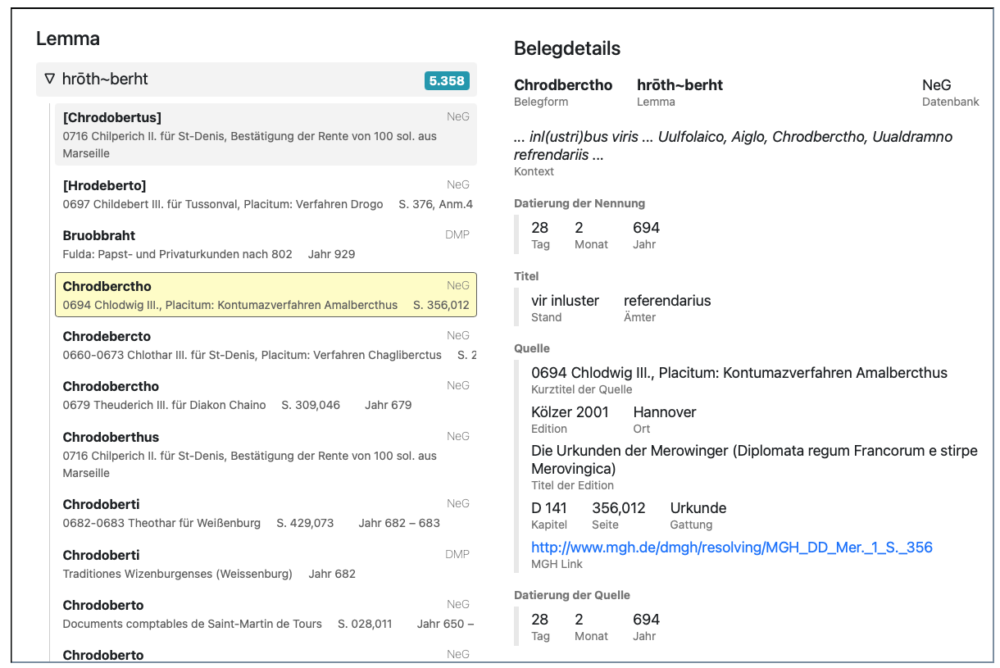 Lemma
▽ hrōth~berht 5.358
[Chrodobertus] NeG
0716 Chilperich II. für St-Denis, Bestätigung der Rente von 100 sol. aus
Marseille
[Hrodeberto] NeG
0697 Childebert III. für Tussonval, Placitum: Verfahren Drogo S. 376, Anm.4
Bruobbraht DMP
Fulda: Papst- und Privaturkunden nach 802 Jahr 929
Chrodberctho NeG
0694 Chlodwig III., Placitum: Kontumazverfahren Amalbercthus S. 356,012
Chrodebercto NeG
0660-0673 Chlothar III. für St-Denis, Placitum: Verfahren Chagliberctus S. 2
Chrodoberctho NeG
0679 Theuderich III. für Diakon Chaino S. 309,046 Jahr 679
Chrodoberthus NeG
0716 Chilperich II. für St-Denis, Bestätigung der Rente von 100 sol. aus
Marseille
Chrodoberti NeG
0682-0683 Theothar für Weißenburg S. 429,073 Jahr 682 – 683
Chrodoberti DMP
Traditiones Wizenburgenses (Weissenburg) Jahr 682
Chrodoberto NeG
Documents comptables de Saint-Martin de Tours S. 028,011 Jahr 650 –
Chrodoberto NeG
Belegdetails
Chrodberctho hrōth~berht NeG
Belegform Lemma Datenbank
... inl(ustri)bus viris ... Uulfolaico, Aiglo, Chrodberctho, Uualdramno
refrendariis ...
Kontext
Datierung der Nennung
28 2 694
Tag Monat Jahr
Titel
vir inluster referendarius
Stand Ämter
Quelle
0694 Chlodwig III., Placitum: Kontumazverfahren Amalbercthus
Kurztitel der Quelle
Kölzer 2001 Hannover
Edition Ort
Die Urkunden der Merowinger (Diplomata regum Francorum e stirpe
Merovingica)
Titel der Edition
D 141 356,012 Urkunde
Kapitel Seite Gattung
http://www.mgh.de/dmgh/resolving/MGH_DD_Mer._1_S._356
MGH Link
Datierung der Quelle
28 2 694
Tag Monat Jahr